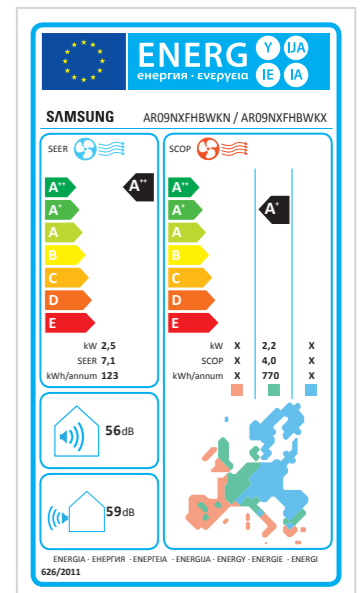 ENERG Y IJA
енергия · ενεργεια IE IA
SAMSUNG AR09NXFHBWKN / AR09NXFHBWKX
SEER
A++
A+
A
B
C
D
E
A++
kW 2,5
SEER 7,1
kWh/annum 123
SCOP
A++
A+
A
B
C
D
E
A+
kW X 2,2 X
SCOP X 4,0 X
kWh/annum X 770 X
56dB
59dB
ENERGIA · ЕНЕРГИЯ · ΕΝΕΡΓΕΙΑ · ENERGIJA · ENERGY · ENERGIE · ENERGI
626/2011